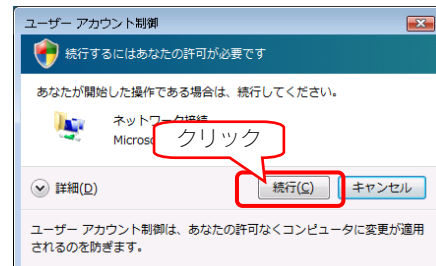 ユーザー アカウント制御
続行するにはあなたの許可が必要です
あなたが開始した操作である場合は、続行してください。
ネットワーク接続
クリック
詳細(D)
続行(C)
キャンセル
ユーザー アカウント制御は、あなたの許可なくコンピュータに変更が適用
されるのを防ぎます。